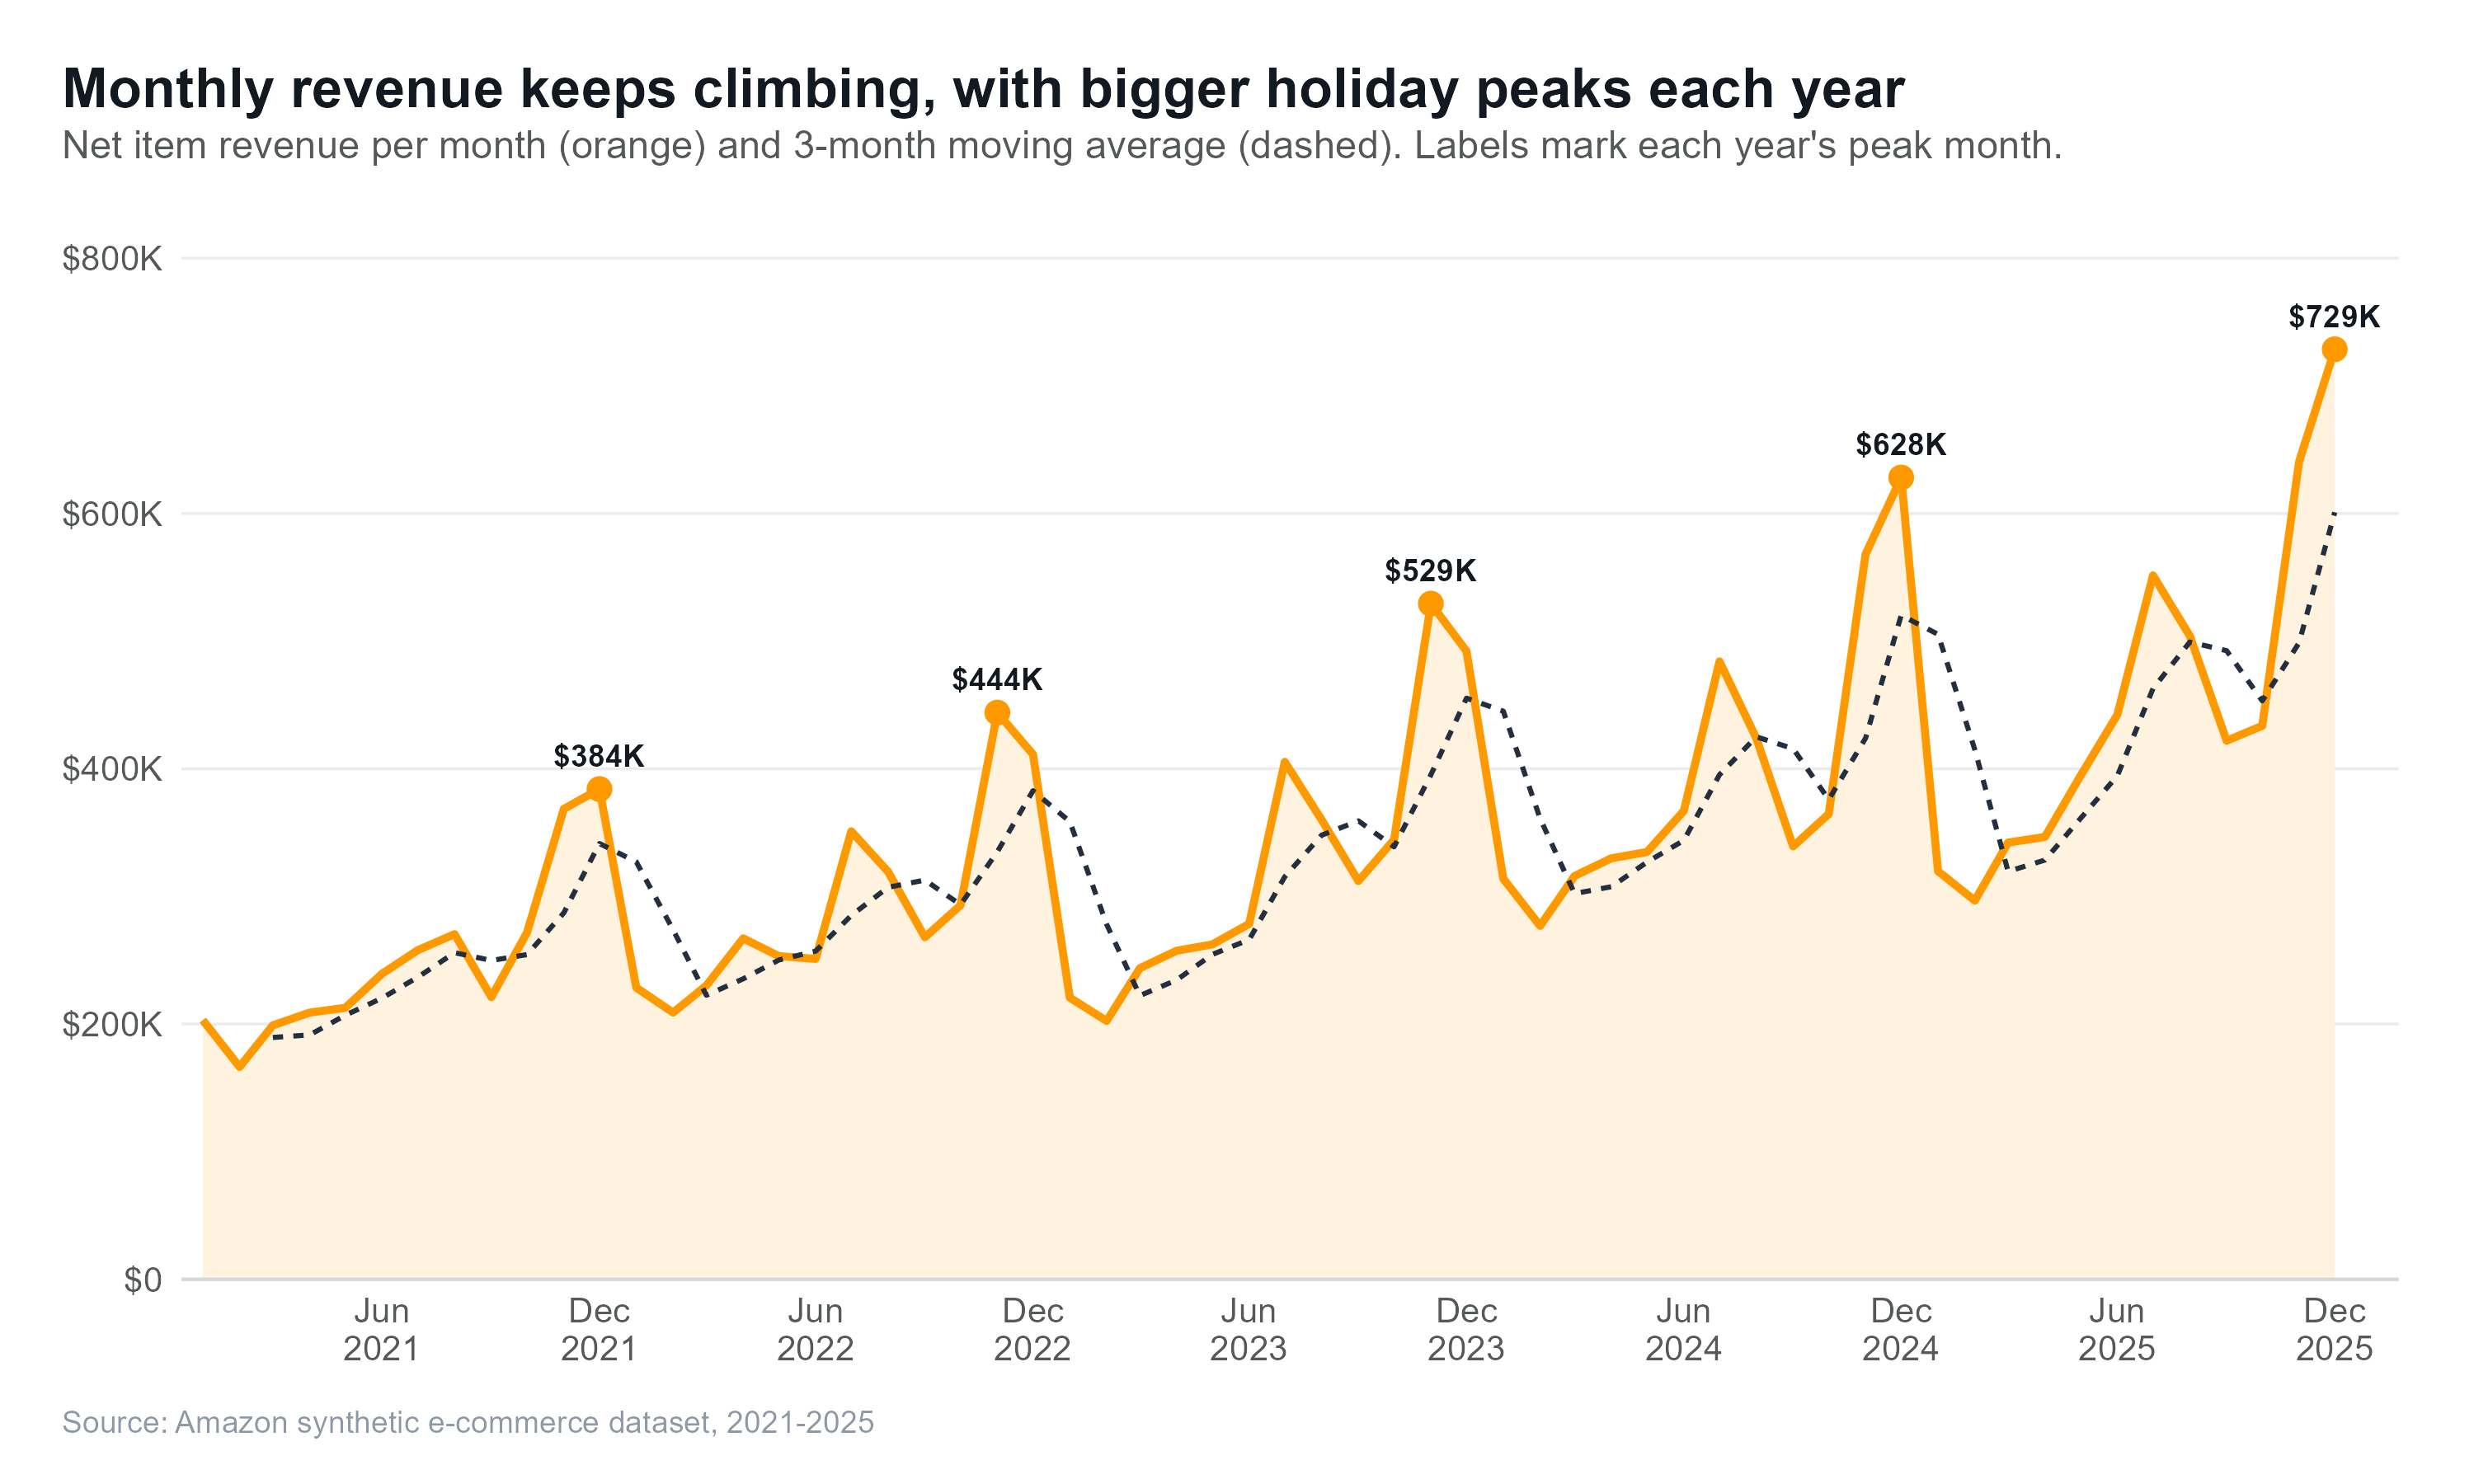 Monthly revenue keeps climbing, with bigger holiday peaks each year
Net item revenue per month (orange) and 3-month moving average (dashed). Labels mark each year's peak month.
$800K
$729K
$628K
$600K
$529K
$444K
$384K
$400K
$200K
$0
Jun 2021
Dec 2021
Jun 2022
Dec 2022
Jun 2023
Dec 2023
Jun 2024
Dec 2024
Jun 2025
Dec 2025
Source: Amazon synthetic e-commerce dataset, 2021-2025